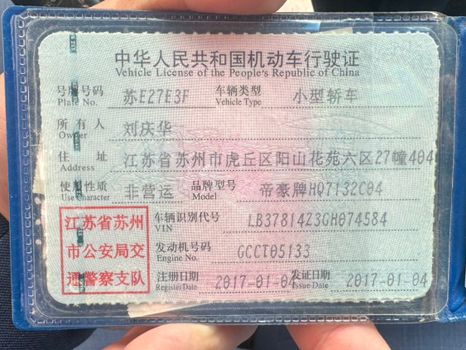 中华人民共和国机动车行驶证
Vehicle License of the People's Republic of China
号牌号码 苏E27E3F 车辆类型 小型轿车
Plate No. Vehicle Type
所有人 刘庆华
Owner
住址 江苏省苏州市虎丘区阳山花苑六区27幢404
Address
使用性质 非营运 品牌型号 帝豪牌HQ7132C04
Use Character Model
江苏省苏州 车辆识别代号 LB37814Z3GH074584
VIN
市公安局交 发动机号码 GCCT05133
Engine No.
通警察支队 注册日期 2017-01-04 发证日期 2017-01-04
Register Date Issue Date